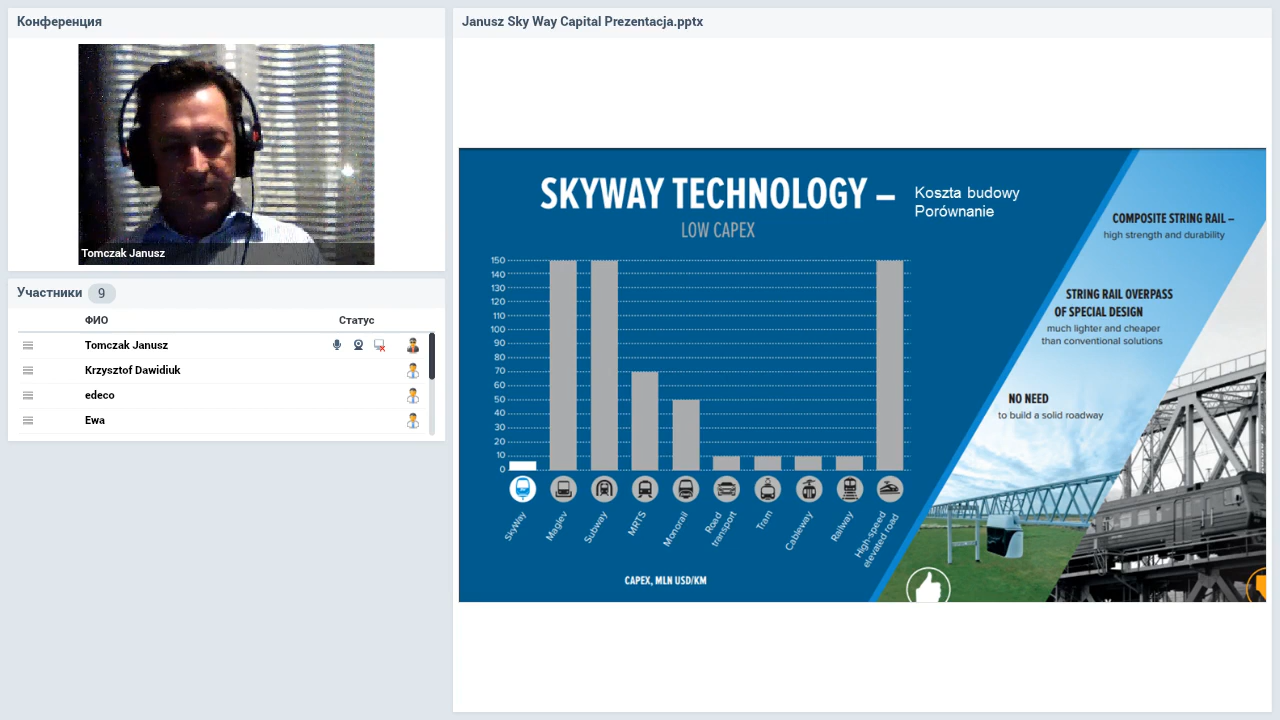 Конференция
Tomczak Janusz
Участники 9
ФИО Статус
Tomczak Janusz
Krzysztof Dawidiuk
edeco
Ewa
Janusz Sky Way Capital Prezentacja.pptx
SKYWAY TECHNOLOGY –
Koszta budowy
Porównanie
LOW CAPEX
150
140
130
120
110
100
90
80
70
60
50
40
30
20
10
0
SkyWay
Maglev
Subway
MRTS
Monorail
Road
transport
Tram
Cableway
Railway
High-speed
elevated road
CAPEX, MLN USD/KM
COMPOSITE STRING RAIL –
high strength and durability
STRING RAIL OVERPASS
OF SPECIAL DESIGN
much lighter and cheaper
than conventional solutions
NO NEED
to build a solid roadway